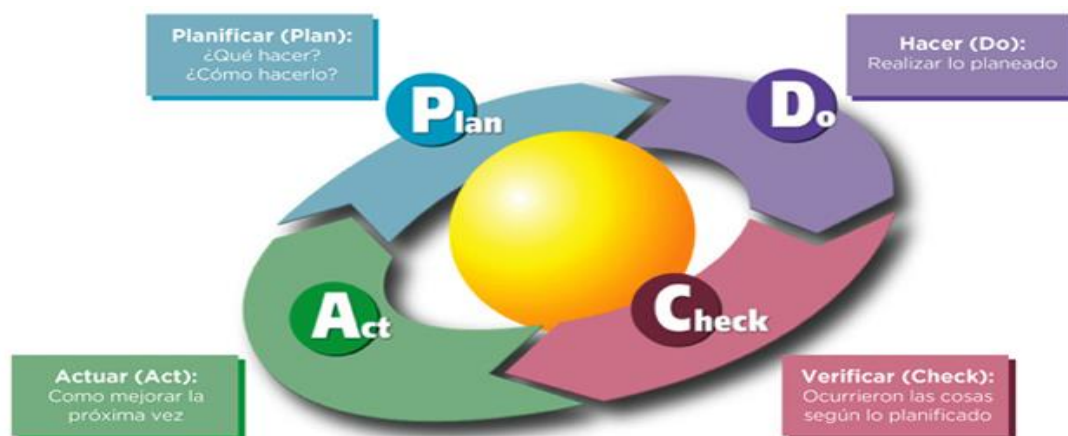 Planificar (Plan):
¿Qué hacer?
¿Cómo hacerlo?
Hacer (Do):
Realizar lo planeado
Plan
Do
Act
Check
Actuar (Act):
Como mejorar la
próxima vez
Verificar (Check):
Ocurrieron las cosas
según lo planificado